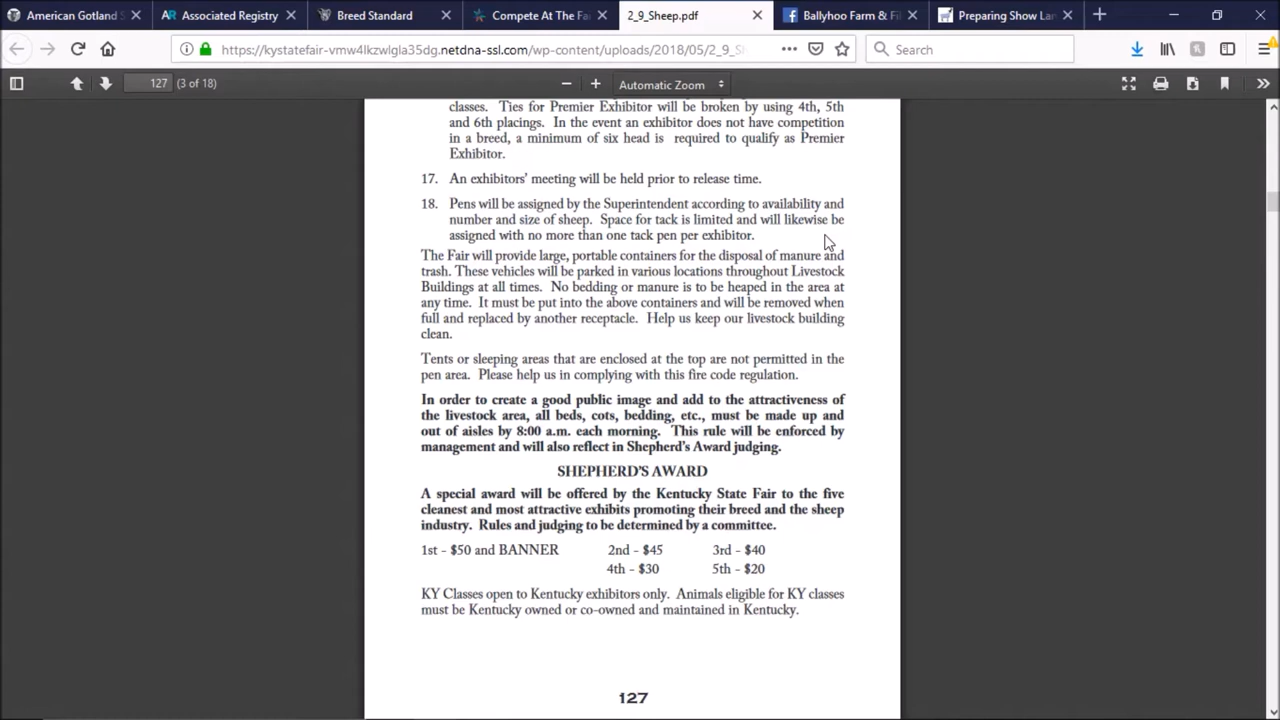 American Gotland S
Associated Registry
Breed Standard
Compete At The Fa
2_9_Sheep.pdf
Ballyhoo Farm & Fi
Preparing Show Lar
https://kystatefair-vmw4lkzwlgla35dg.netdna-ssl.com/wp-content/uploads/2018/05/2_9_Sh
Search
127
(3 of 18)
Automatic Zoom
classes. Ties for Premier Exhibitor will be broken by using 4th, 5th
and 6th placings. In the event an exhibitor does not have competition
in a breed, a minimum of six head is required to qualify as Premier
Exhibitor.
17. An exhibitors' meeting will be held prior to release time.
18. Pens will be assigned by the Superintendent according to availability and
number and size of sheep. Space for tack is limited and will likewise be
assigned with no more than one tack pen per exhibitor.
The Fair will provide large, portable containers for the disposal of manure and
trash. These vehicles will be parked in various locations throughout Livestock
Buildings at all times. No bedding or manure is to be heaped in the area at
any time. It must be put into the above containers and will be removed when
full and replaced by another receptacle. Help us keep our livestock building
clean.
Tents or sleeping areas that are enclosed at the top are not permitted in the
pen area. Please help us in complying with this fire code regulation.
In order to create a good public image and add to the attractiveness of
the livestock area, all beds, cots, bedding, etc., must be made up and
out of aisles by 8:00 a.m. each morning. This rule will be enforced by
management and will also reflect in Shepherd's Award judging.
SHEPHERD'S AWARD
A special award will be offered by the Kentucky State Fair to the five
cleanest and most attractive exhibits promoting their breed and the sheep
industry. Rules and judging to be determined by a committee.
1st - $50 and BANNER 2nd - $45 3rd - $40
4th - $30 5th - $20
KY Classes open to Kentucky exhibitors only. Animals eligible for KY classes
must be Kentucky owned or co-owned and maintained in Kentucky.
127